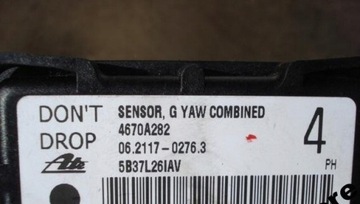 DON'T
DROP
Ate
SENSOR, G YAW COMBINED
4670A282
06.2117-0276.3
5B37L26IAV
4
PH